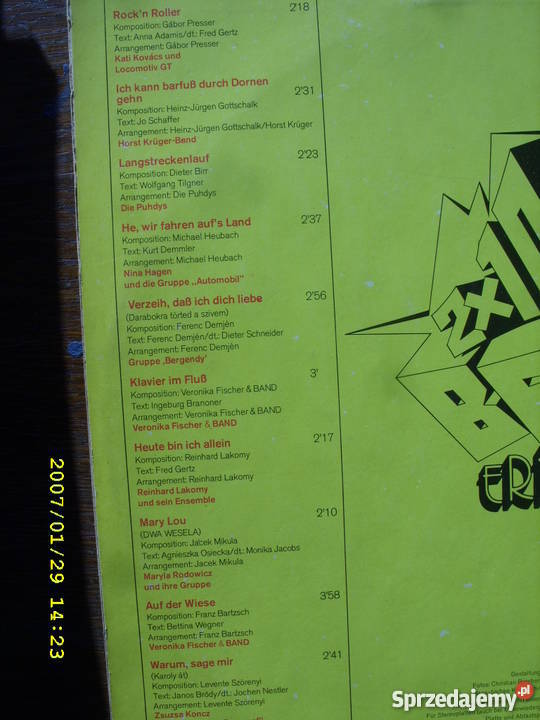 Rock'n Roller 2'18
Komposition: Gábor Presser
Text: Anna Adamis/dt.: Fred Gertz
Arrangement: Gábor Presser
Kati Kovács und
Locomotiv GT
Ich kann barfuß durch Dornen
gehn 2'31
Komposition: Heinz-Jürgen Gottschalk
Text: Jo Schaffer
Arrangement: Heinz-Jürgen Gottschalk/Horst Krüger
Horst Krüger-Bend
Langstreckenlauf 2'23
Komposition: Dieter Birr
Text: Wolfgang Tilgner
Arrangement: Die Puhdys
Die Puhdys
He, wir fahren auf's Land 2'37
Komposition: Michael Heubach
Text: Kurt Demmler
Arrangement: Michael Heubach
Nina Hagen
und die Gruppe „Automobil"
Verzeih, daß ich dich liebe 2'56
(Darabokra törted a szivem)
Komposition: Ferenc Demjén
Text: Ferenc Demjén/dt: Dieter Schneider
Arrangement: Ferenc Demjén
Gruppe ‚Bergendy'
Klavier im Fluß 3'
Komposition: Veronika Fischer & BAND
Text: Ingeburg Branoner
Arrangement: Veronika Fischer & BAND
Veronika Fischer & BAND
Heute bin ich allein 2'17
Komposition: Reinhard Lakomy
Text: Fred Gertz
Arrangement: Reinhard Lakomy
Reinhard Lakomy
und sein Ensemble
Mary Lou 2'10
(DWA WESELA)
Komposition: Jacek Mikula
Text: Agnieszka Osiecka/dt.: Monika Jacobs
Arrangement: Jacek Mikula
Maryla Rodowicz
und ihre Gruppe
Auf der Wiese 3'58
Komposition: Franz Bartzsch
Text: Bettina Wegner
Arrangement: Franz Bartzsch
Veronika Fischer & BAND
Warum, sage mir 2'41
(Karoly át)
Komposition: Levente Szörenyi
Text: Janos Bródy/dt.: Jochen Nestler
Arrangement: Levente Szörenyi
Zsuzsa Koncz
2x1
BE
Gestaltung
2007/01/29 14:23
Sprzedajemy.pl